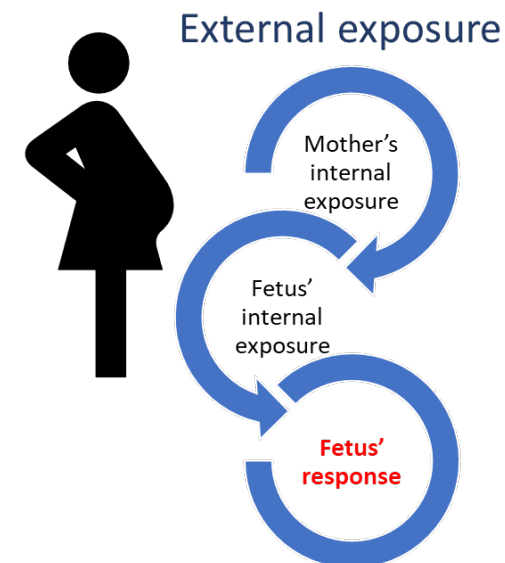 External exposure
Mother’s
internal
exposure
Fetus’
internal
exposure
Fetus’
response